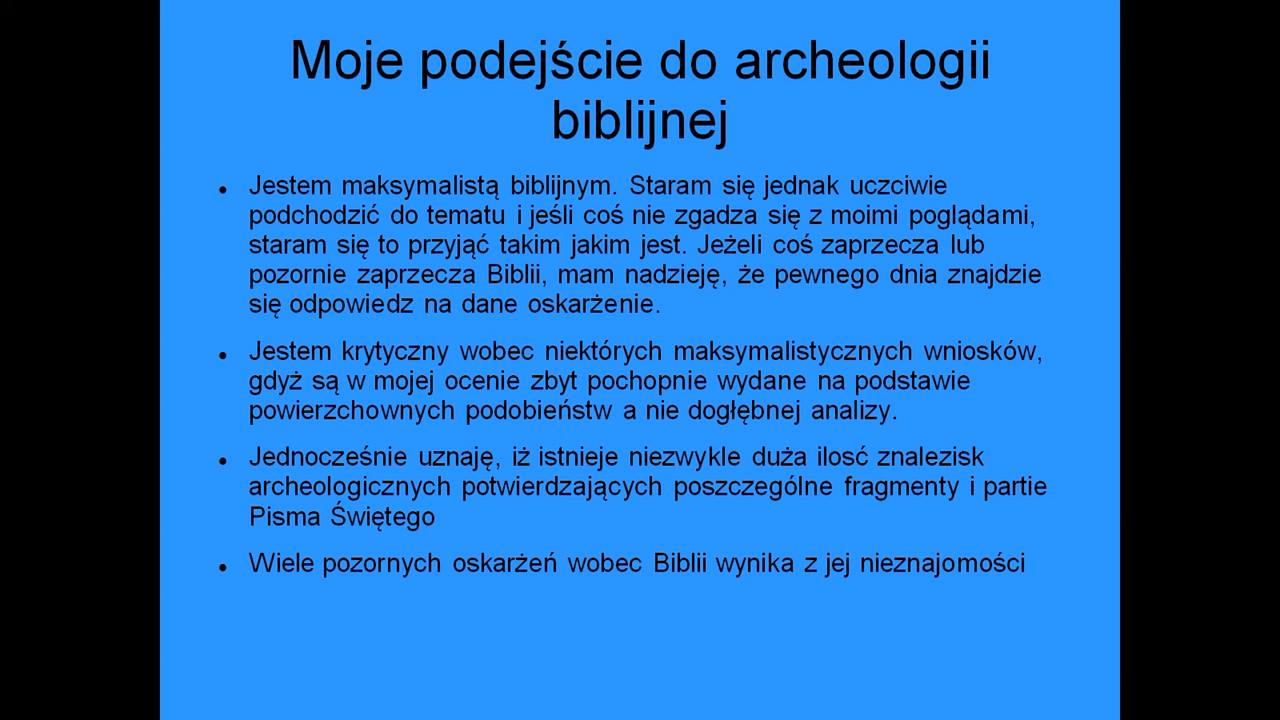 Moje podejście do archeologii
biblijnej
Jestem maksymalistą biblijnym. Staram się jednak uczciwie
podchodzić do tematu i jeśli coś nie zgadza się z moimi poglądami,
staram się to przyjąć takim jakim jest. Jeżeli coś zaprzecza lub
pozornie zaprzecza Biblii, mam nadzieję, że pewnego dnia znajdzie
się odpowiedz na dane oskarżenie.
Jestem krytyczny wobec niektórych maksymalistycznych wniosków,
gdyż są w mojej ocenie zbyt pochopnie wydane na podstawie
powierzchownych podobieństw a nie dogłębnej analizy.
Jednocześnie uznaję, iż istnieje niezwykle duża ilosć znalezisk
archeologicznych potwierdzających poszczególne fragmenty i partie
Pisma Świętego
Wiele pozornych oskarżeń wobec Biblii wynika z jej nieznajomości